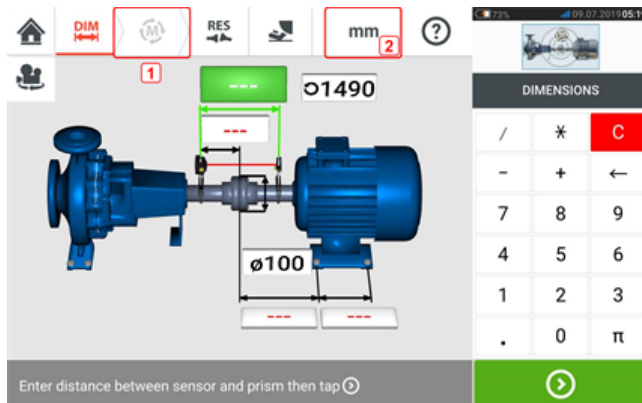 DIM
M
RES
mm
?
73%
09.07.2019 05:19
1
2
---
1490
---
ø100
---
---
DIMENSIONS
/
*
C
-
+
←
7
8
9
4
5
6
1
2
3
.
0
π
Enter distance between sensor and prism then tap